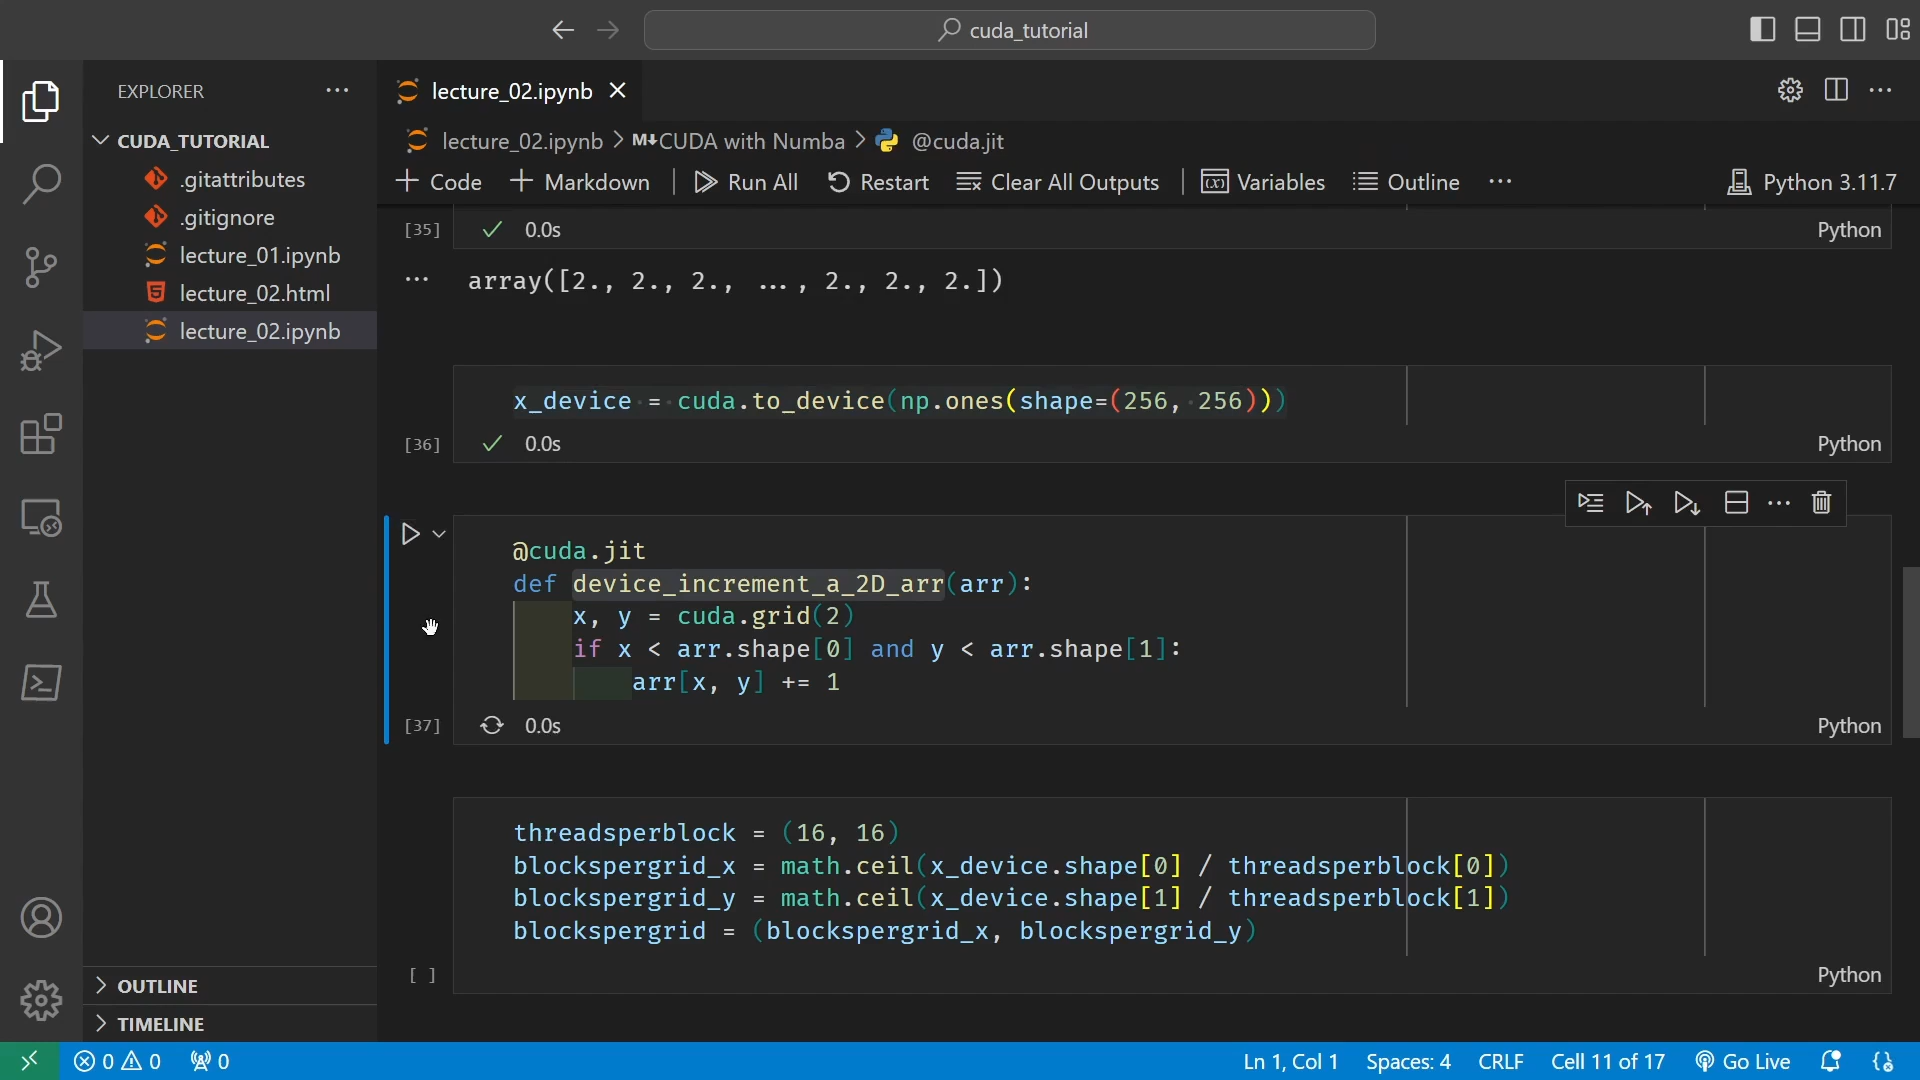 cuda_tutorial
EXPLORER
CUDA_TUTORIAL
.gitattributes
.gitignore
lecture_01.ipynb
lecture_02.html
lecture_02.ipynb
OUTLINE
TIMELINE
lecture_02.ipynb
lecture_02.ipynb > M↓CUDA with Numba > @cuda.jit
+ Code + Markdown | Run All Restart Clear All Outputs | Variables Outline ··· Python 3.11.7
[35] ✓ 0.0s Python
··· array([2., 2., 2., ..., 2., 2., 2.])
x_device = cuda.to_device(np.ones(shape=(256, 256)))
[36] ✓ 0.0s Python
@cuda.jit
def device_increment_a_2D_arr(arr):
x, y = cuda.grid(2)
if x < arr.shape[0] and y < arr.shape[1]:
arr[x, y] += 1
[37] 0.0s Python
threadsperblock = (16, 16)
blockspergrid_x = math.ceil(x_device.shape[0] / threadsperblock[0])
blockspergrid_y = math.ceil(x_device.shape[1] / threadsperblock[1])
blockspergrid = (blockspergrid_x, blockspergrid_y)
[ ] Python
0 0 0 Ln 1, Col 1 Spaces: 4 CRLF Cell 11 of 17 Go Live